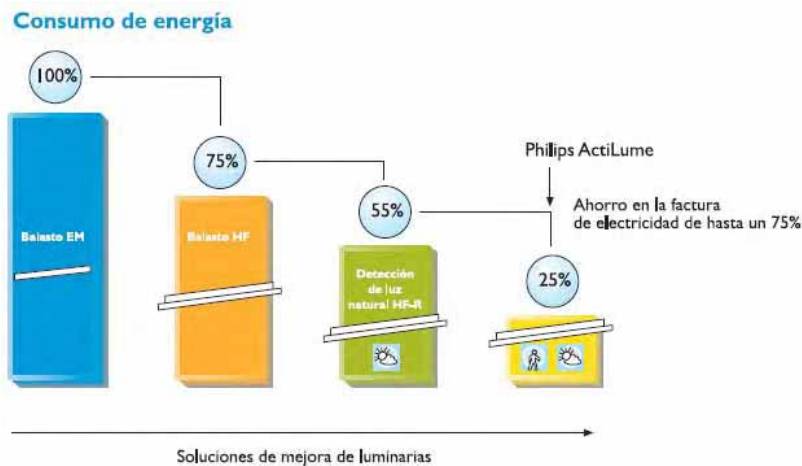 Consumo de energía
100%
75%
Philips ActiLume
55%
Ahorro en la factura
de electricidad de hasta un 75%
Balasto EM
Balasto HF
Detección
de luz
natural HF-R
25%
Soluciones de mejora de luminarias